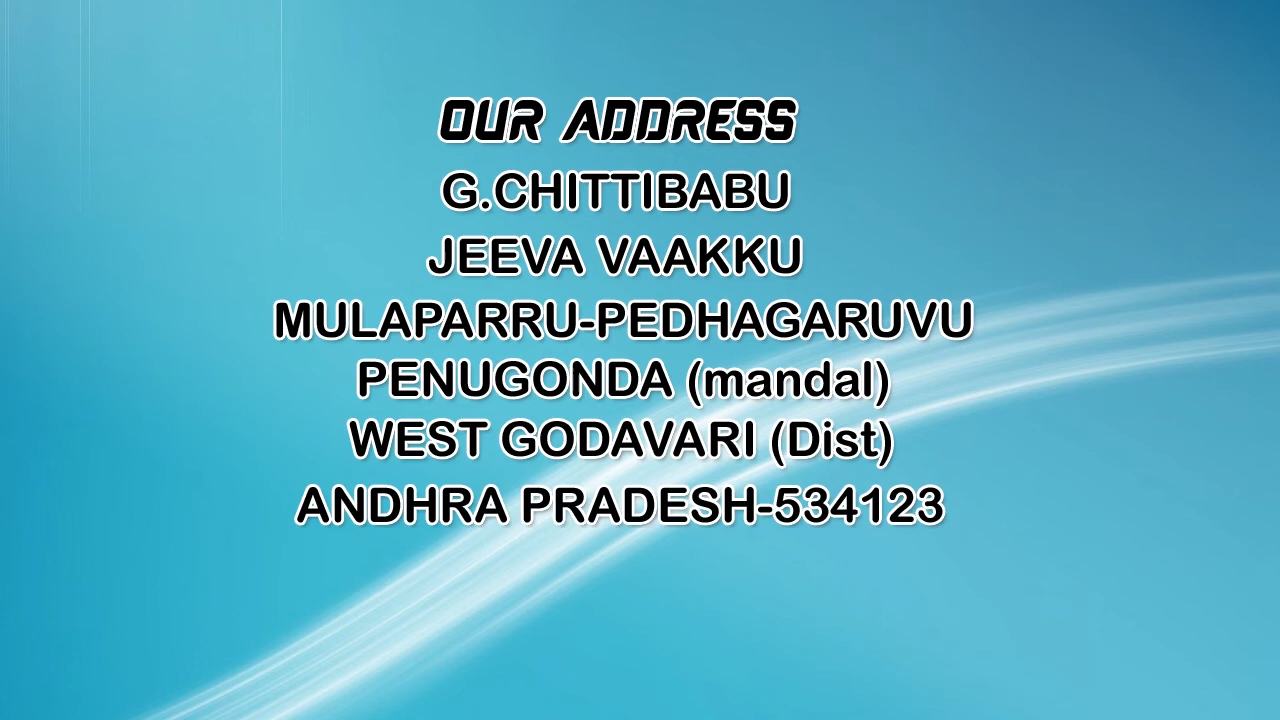 OUR ADDRESS
G.CHITTIBABU
JEEVA VAAKKU
MULAPARRU-PEDHAGARUVU
PENUGONDA (mandal)
WEST GODAVARI (Dist)
ANDHRA PRADESH-534123